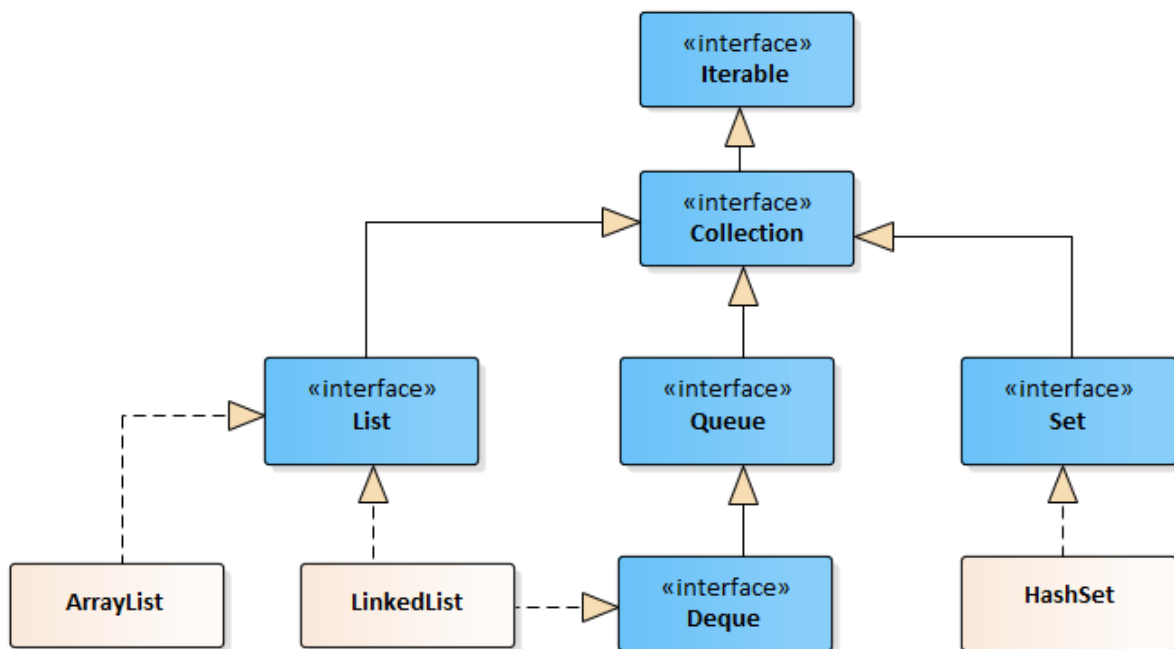 «interface»
Iterable
«interface»
Collection
«interface»
List
«interface»
Queue
«interface»
Set
ArrayList
LinkedList
«interface»
Deque
HashSet